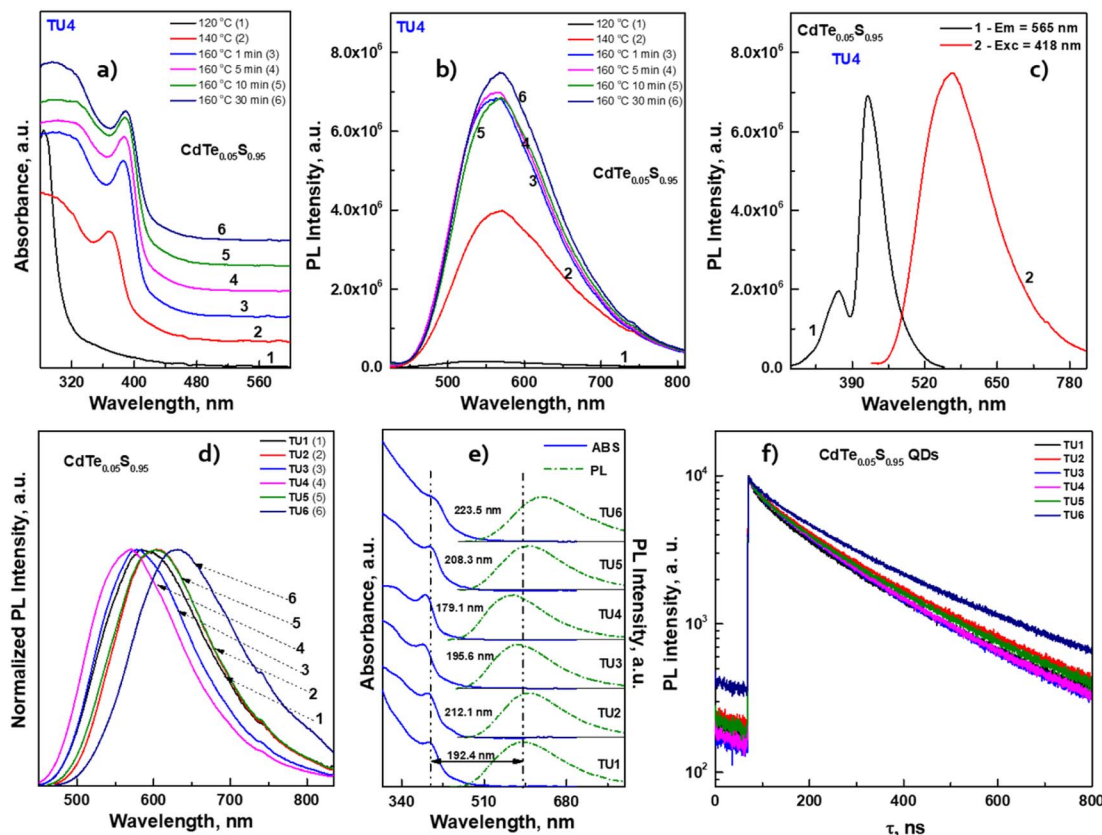 TU4
120 °C (1)
140 °C (2)
160 °C 1 min (3)
160 °C 5 min (4)
160 °C 10 min (5)
160 °C 30 min (6)
a)
CdTe0.05S0.95
6
5
4
3
2
1
Absorbance, a.u.
280 320 360 400 440 480 520 560 600
Wavelength, nm
TU4
120 °C (1)
140 °C (2)
160 °C 1 min (3)
160 °C 5 min (4)
160 °C 10 min (5)
160 °C 30 min (6)
b)
8.0x10^6
6.0x10^6
4.0x10^6
2.0x10^6
0.0
6
5
4
3
CdTe0.05S0.95
2
1
PL Intensity, a.u.
500 600 700 800
Wavelength, nm
CdTe0.05S0.95
1 - Em = 565 nm
2 - Exc = 418 nm
TU4
c)
8.0x10^6
6.0x10^6
4.0x10^6
2.0x10^6
0.0
1
2
PL Intensity, a.u.
390 520 650 780
Wavelength, nm
CdTe0.05S0.95
d)
TU1 (1)
TU2 (2)
TU3 (3)
TU4 (4)
TU5 (5)
TU6 (6)
6
5
4
3
2
1
Normalized PL Intensity, a.u.
500 600 700 800
Wavelength, nm
e)
ABS
PL
223.5 nm
TU6
208.3 nm
TU5
179.1 nm
TU4
195.6 nm
TU3
212.1 nm
TU2
192.4 nm
TU1
Absorbance, a.u.
PL Intensity, a.u.
340 510 680
Wavelength, nm
CdTe0.05S0.95 QDs
f)
TU1
TU2
TU3
TU4
TU5
TU6
10^4
10^3
10^2
PL intensity, a. u.
0 200 400 600 800
τ, ns